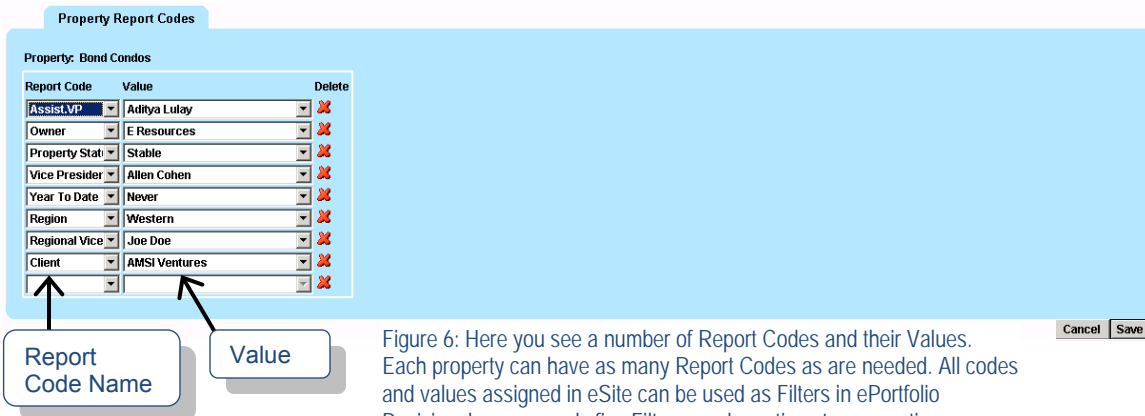 Property Report Codes
Property: Bond Condos
Report Code Value Delete
Assist.VP Aditya Lulay
Owner E Resources
Property Stat Stable
Vice Presider Allen Cohen
Year To Date Never
Region Western
Regional Vice Joe Doe
Client AMSI Ventures
Cancel Save
Report
Code Name
Value
Figure 6: Here you see a number of Report Codes and their Values.
Each property can have as many Report Codes as are needed. All codes
and values assigned in eSite can be used as Filters in ePortfolio